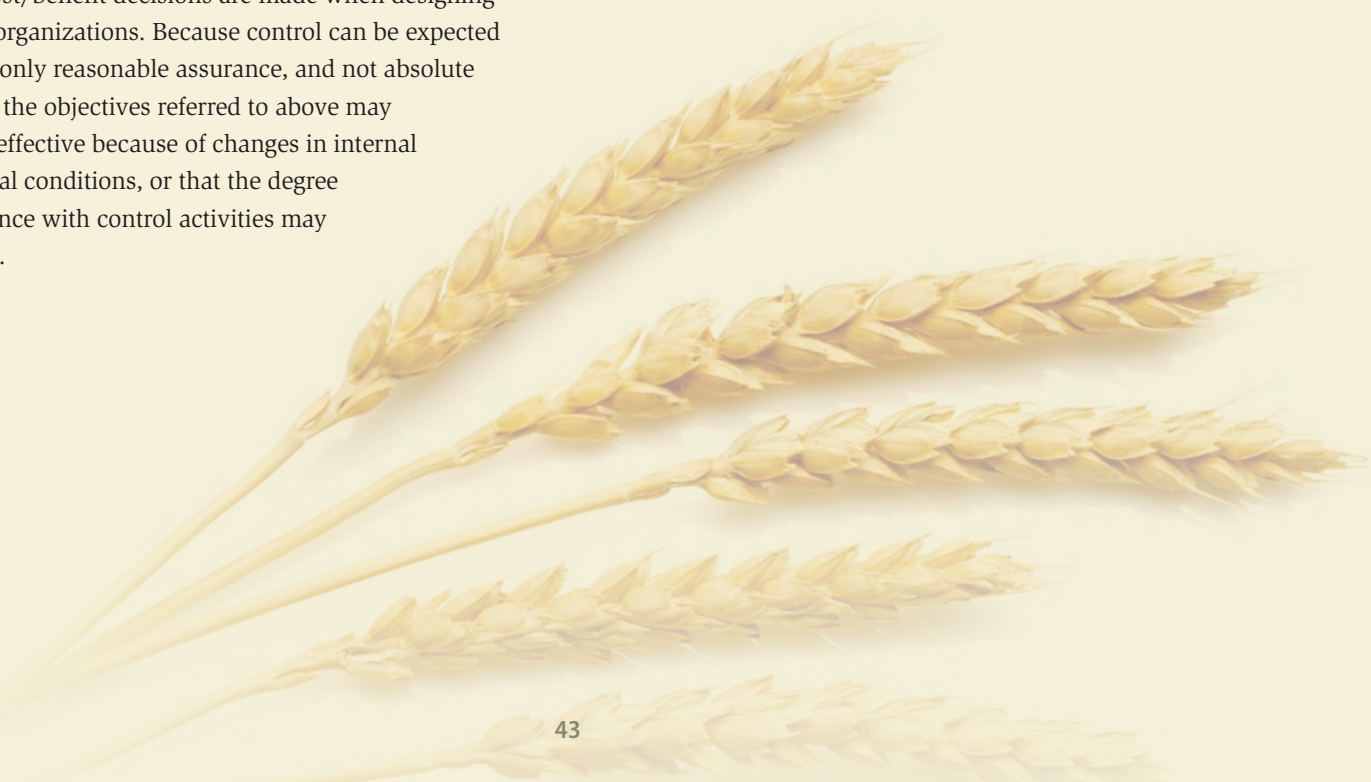 st/benefit decisions are made when designing
organizations. Because control can be expected
only reasonable assurance, and not absolute
the objectives referred to above may
effective because of changes in internal
al conditions, or that the degree
nce with control activities may
.
43